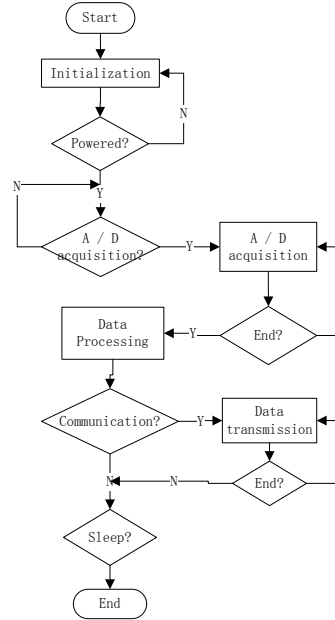 Start
Initialization
N
Powered?
N
Y
A / D
acquisition?
Y
A / D
acquisition
Data
Processing
Y
End?
Communication?
Y
Data
transmission
N
N
End?
Sleep?
End